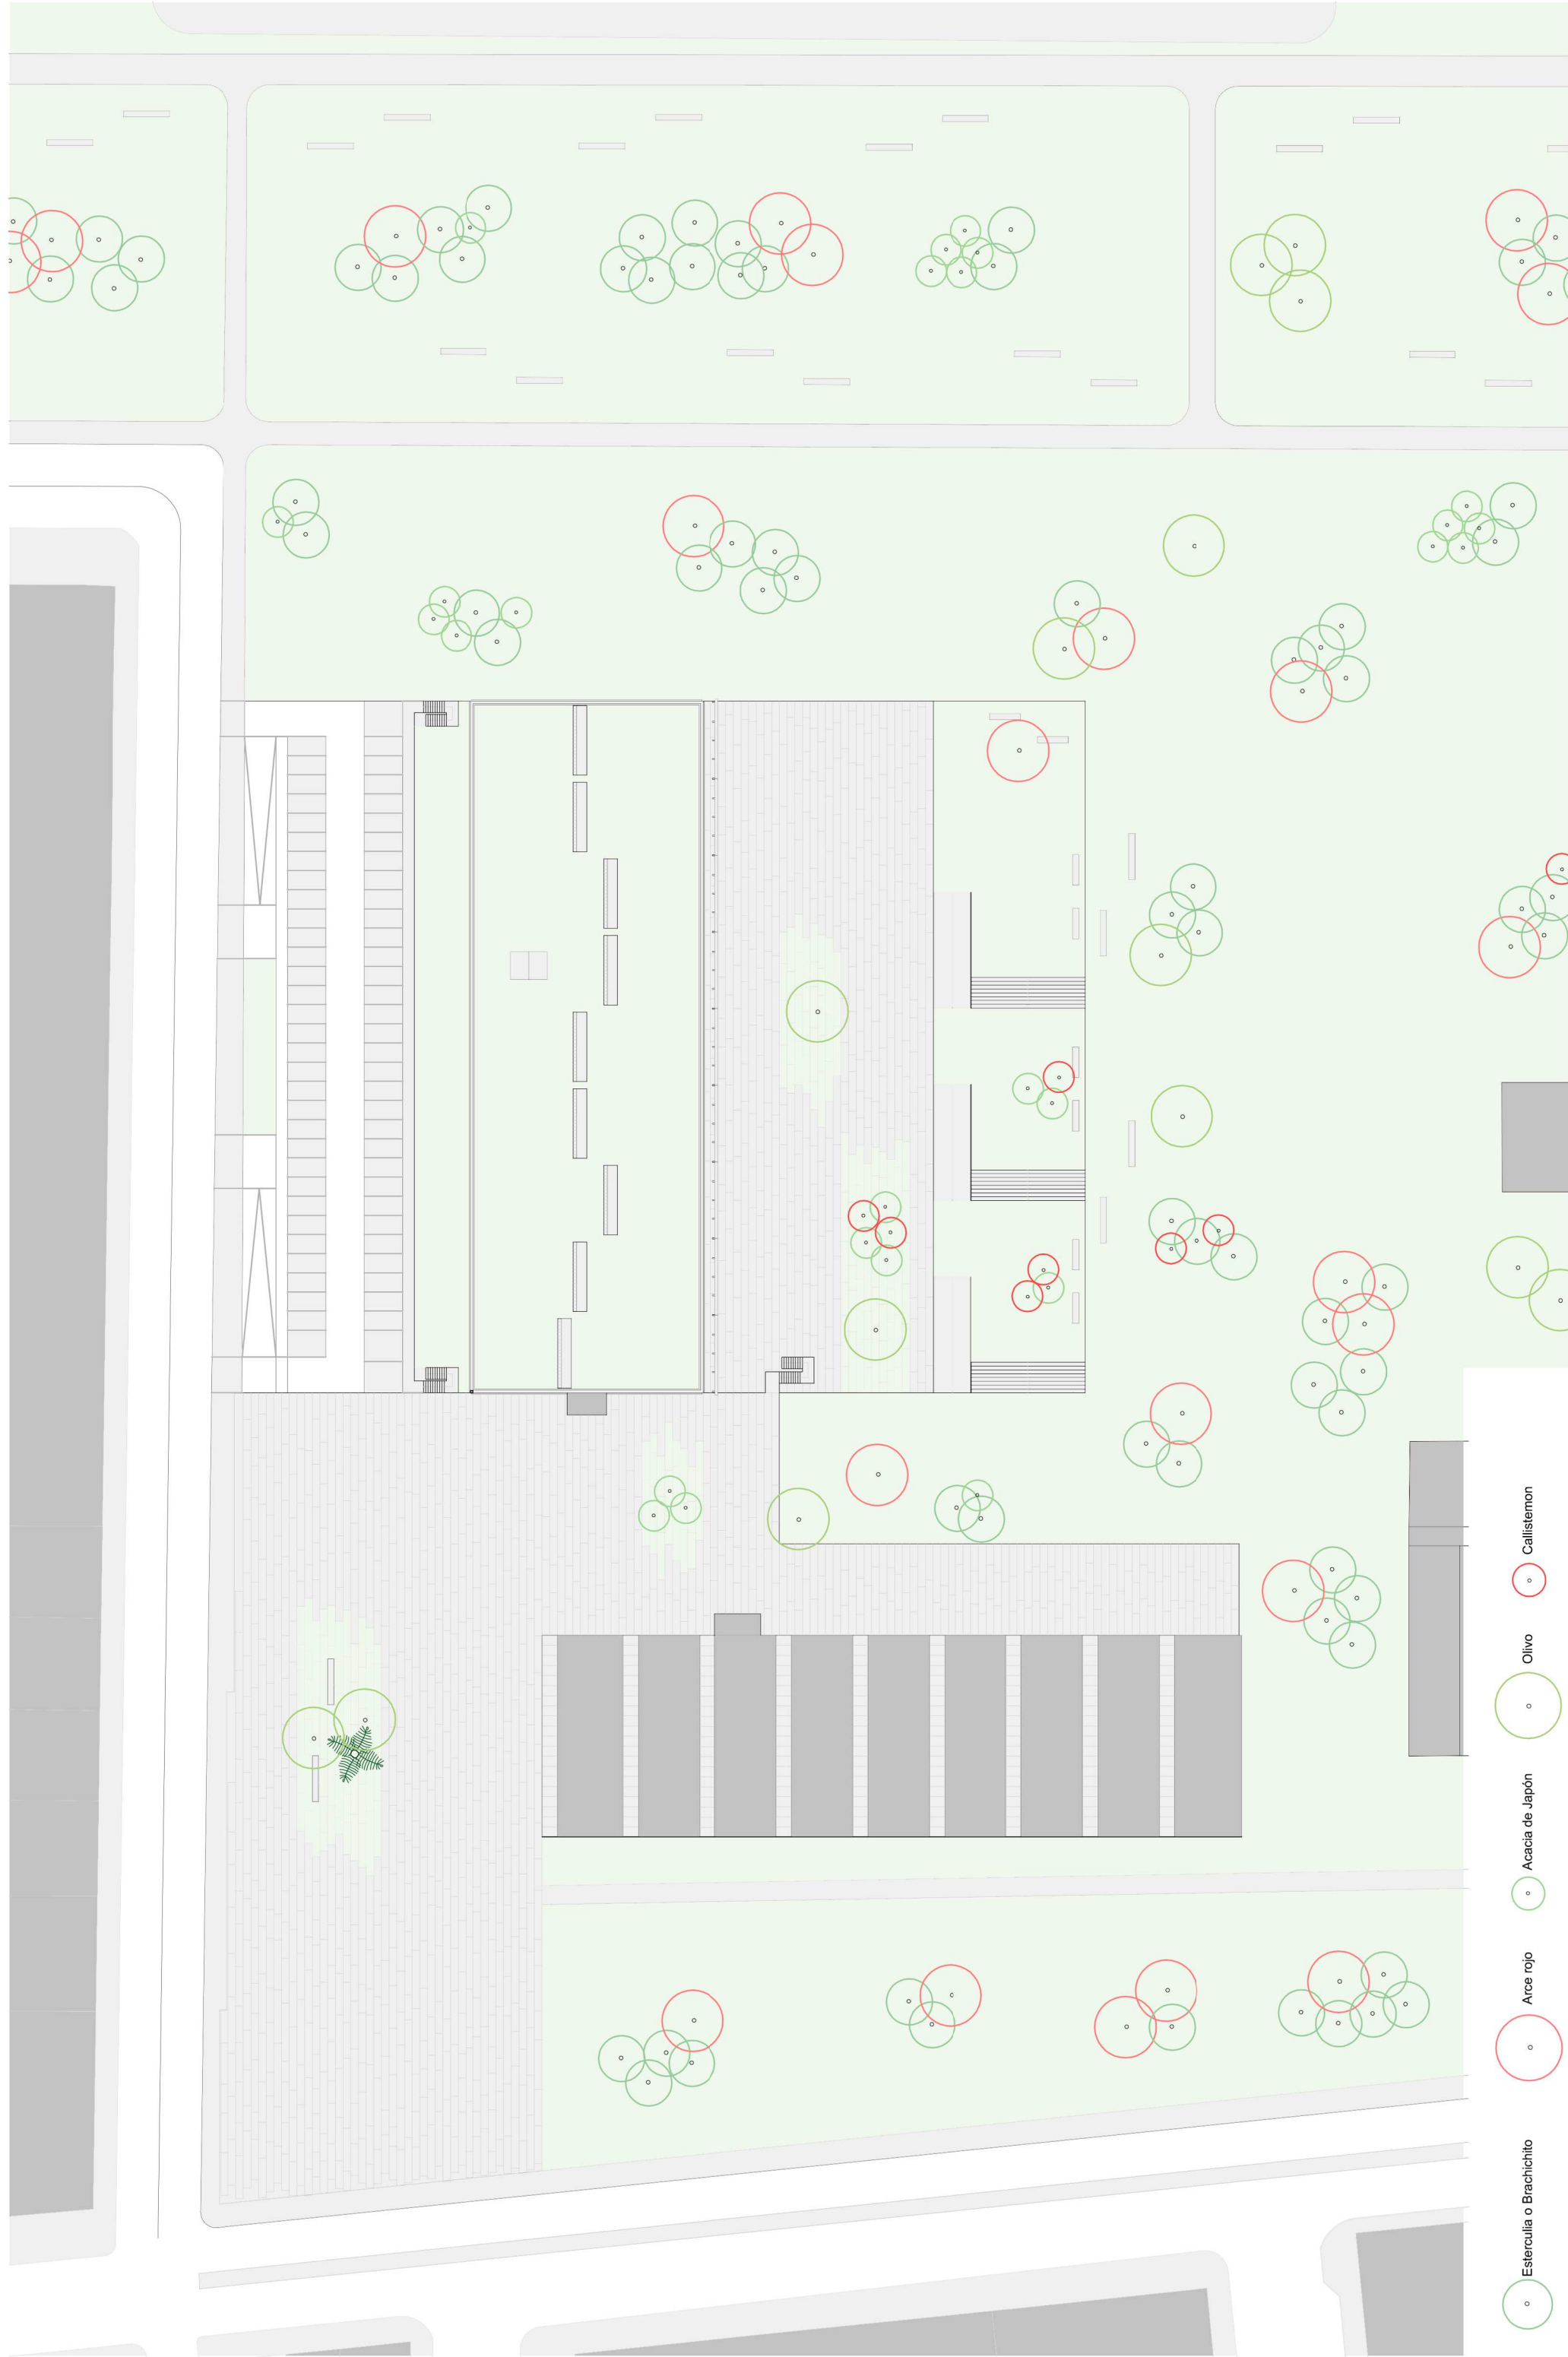 Esterculia o Brachichito
Arce rojo
Acacia de Japón
Olivo
Callistemon